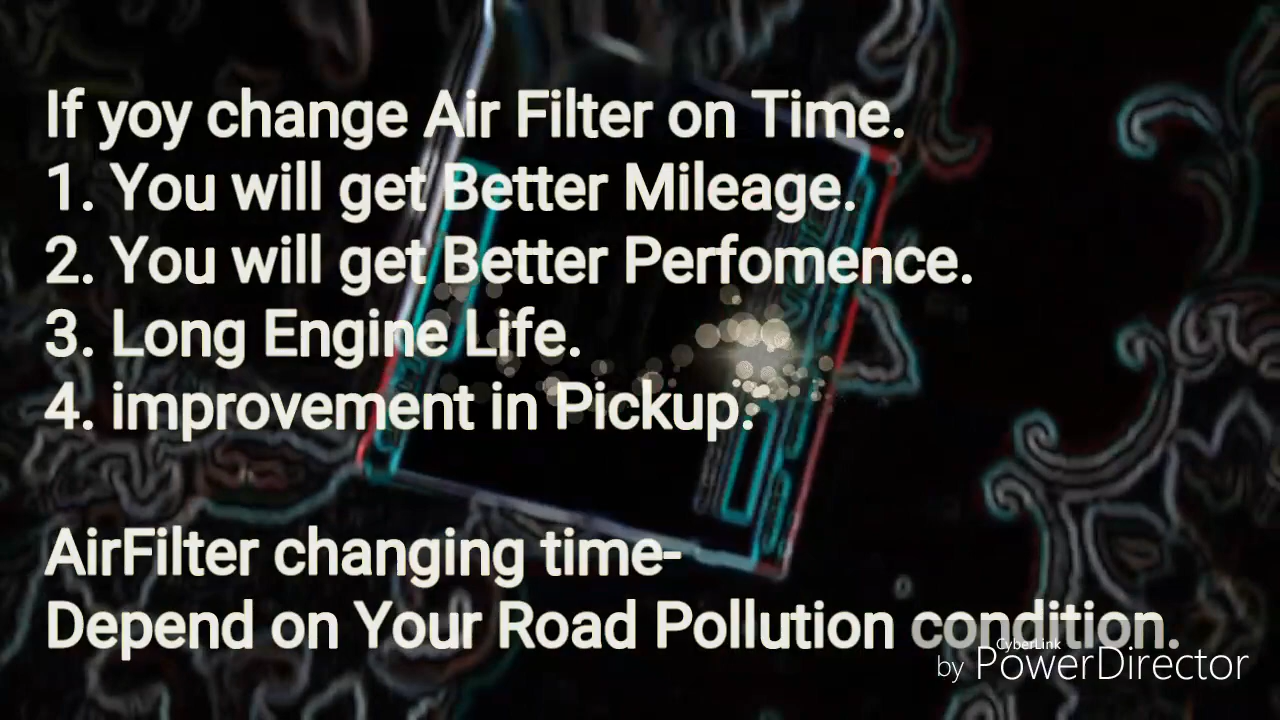 If yoy change Air Filter on Time.
1. You will get Better Mileage.
2. You will get Better Perfomence.
3. Long Engine Life.
4. improvement in Pickup.
AirFilter changing time-
Depend on Your Road Pollution condition.
CyberLink
by PowerDirector